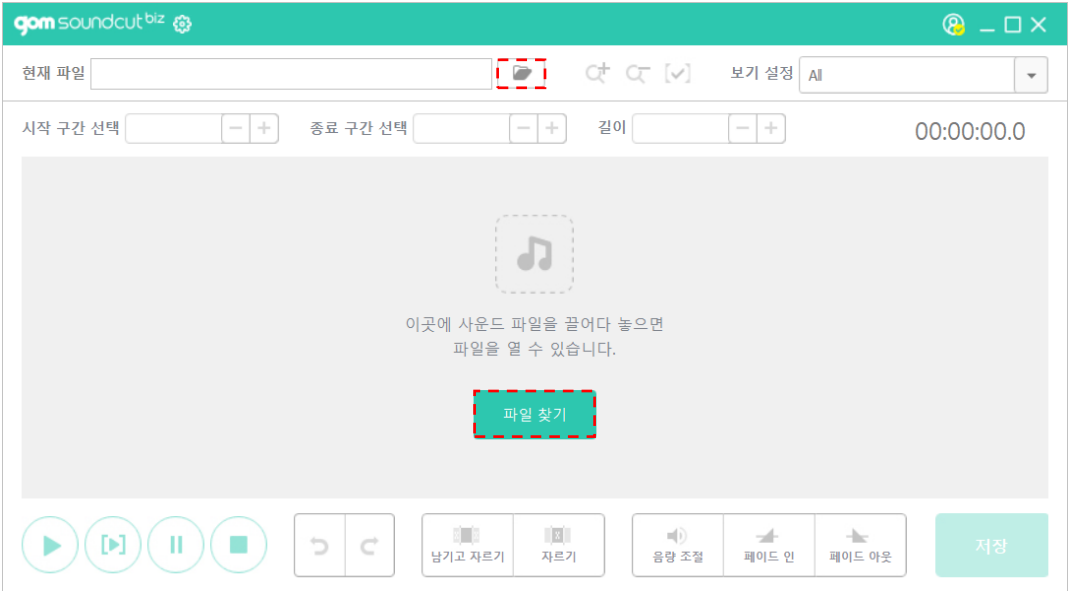 gom soundcut biz
현재 파일
보기 설정 All
시작 구간 선택
종료 구간 선택
길이
00:00:00.0
이곳에 사운드 파일을 끌어다 놓으면
파일을 열 수 있습니다.
파일 찾기
남기고 자르기
자르기
음량 조절
페이드 인
페이드 아웃
저장